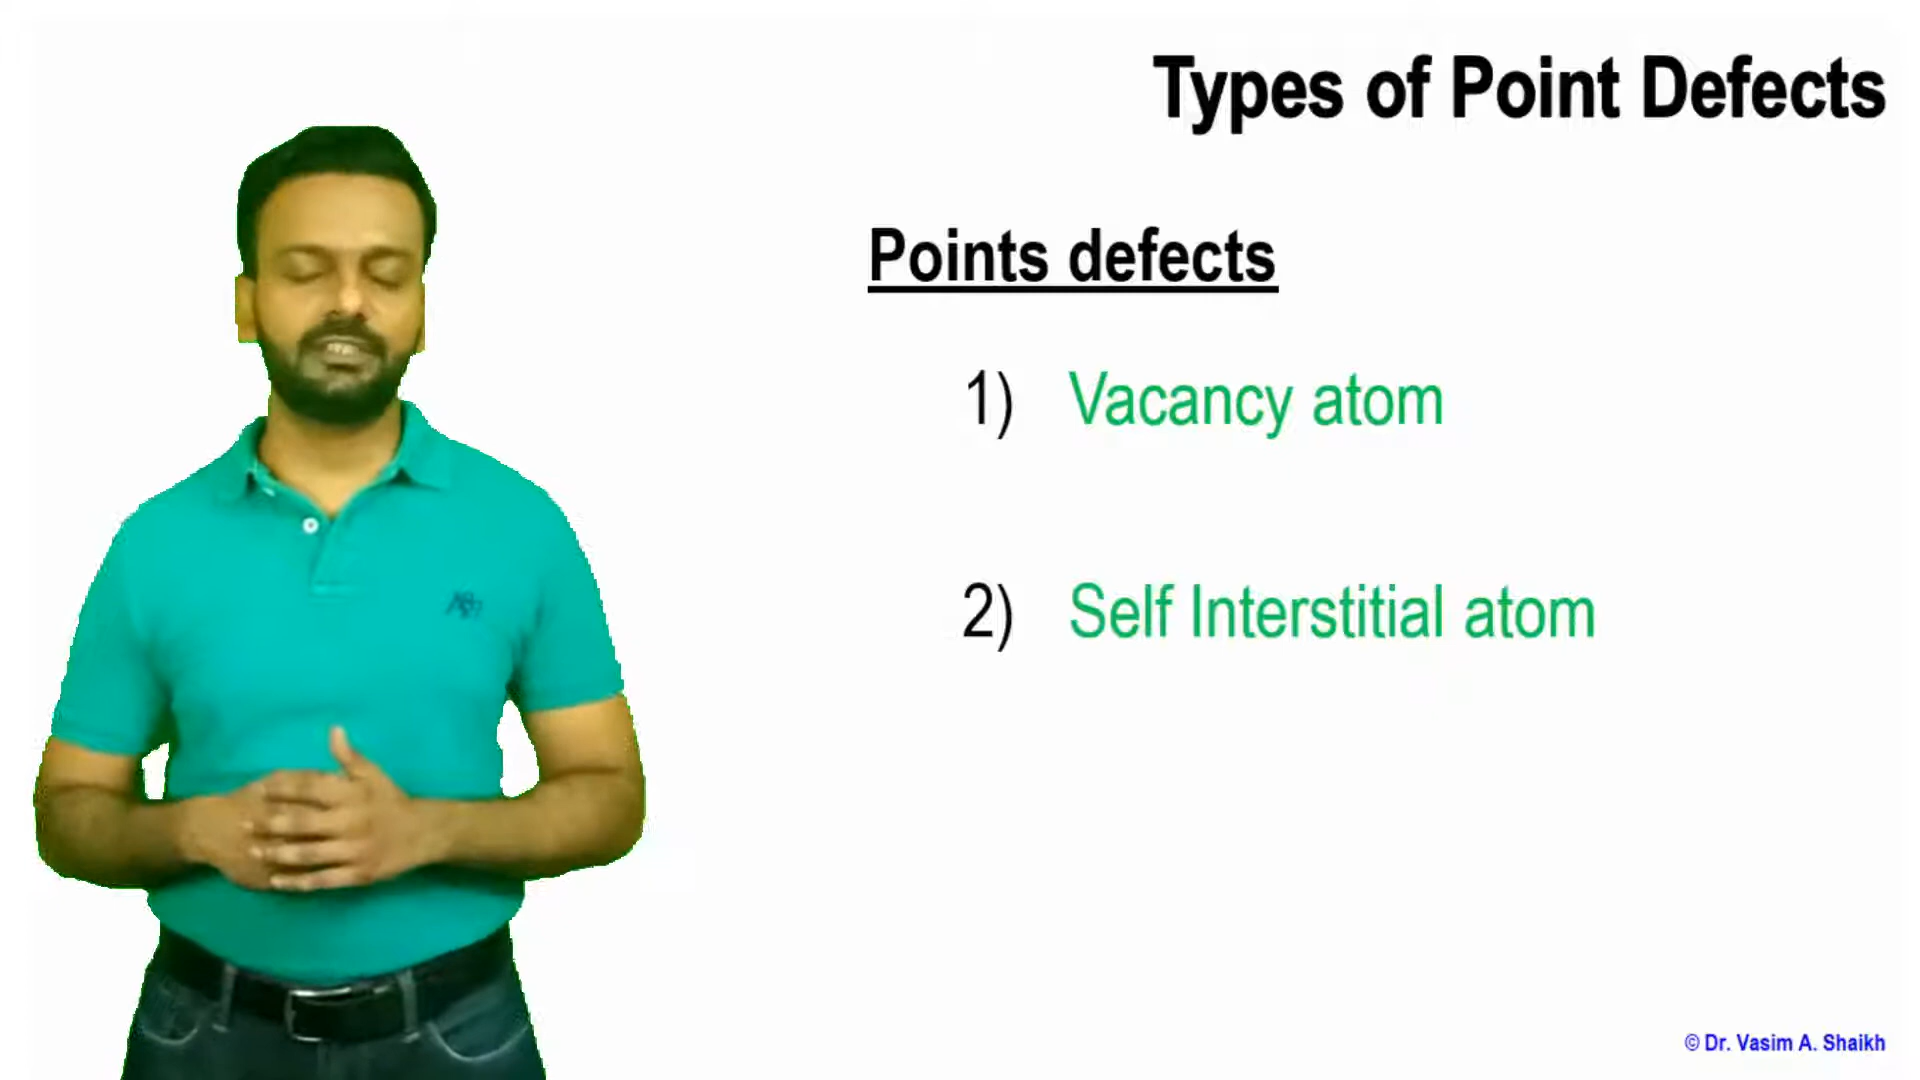 Types of Point Defects
Points defects
1) Vacancy atom
2) Self Interstitial atom
© Dr. Vasim A. Shaikh